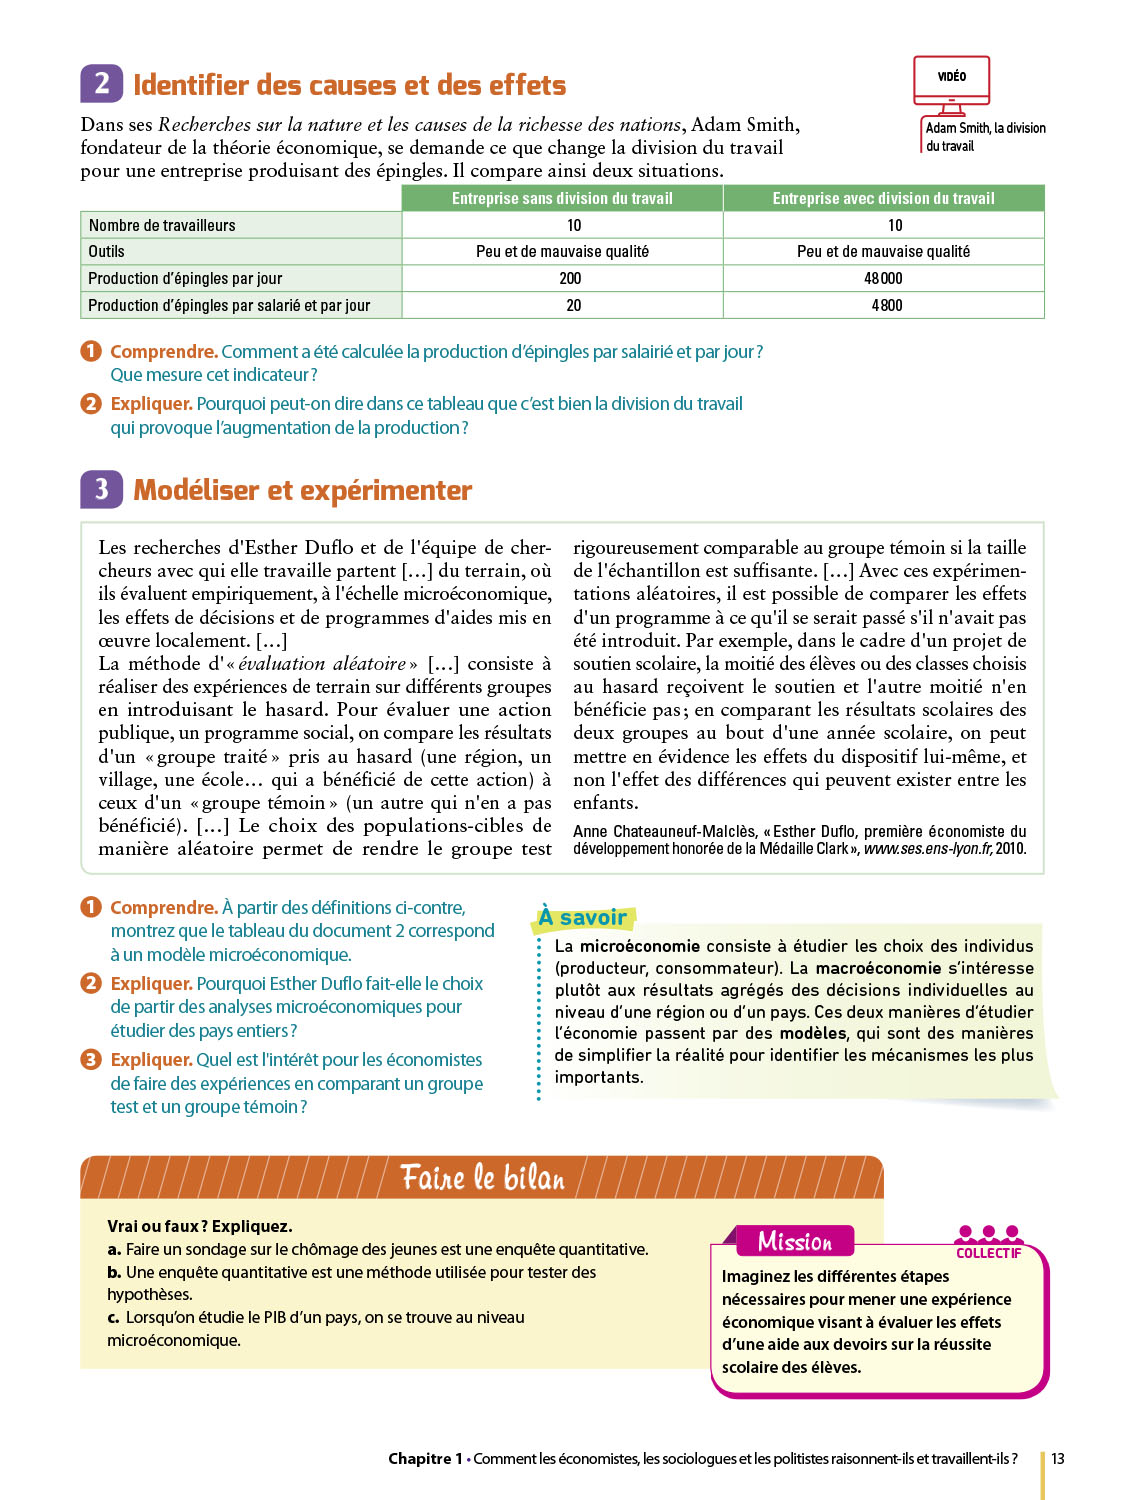 2 Identifier des causes et des effets
VIDÉO
Adam Smith, la division
du travail
Dans ses Recherches sur la nature et les causes de la richesse des nations, Adam Smith,
fondateur de la théorie économique, se demande ce que change la division du travail
pour une entreprise produisant des épingles. Il compare ainsi deux situations.
Entreprise sans division du travail Entreprise avec division du travail
Nombre de travailleurs 10 10
Outils Peu et de mauvaise qualité Peu et de mauvaise qualité
Production d'épingles par jour 200 48 000
Production d'épingles par salarié et par jour 20 4 800
1 Comprendre. Comment a été calculée la production d'épingles par salairié et par jour ?
Que mesure cet indicateur ?
2 Expliquer. Pourquoi peut-on dire dans ce tableau que c'est bien la division du travail
qui provoque l'augmentation de la production ?
3 Modéliser et expérimenter
Les recherches d'Esther Duflo et de l'équipe de cher-
cheurs avec qui elle travaille partent [...] du terrain, où
ils évaluent empiriquement, à l'échelle microéconomique,
les effets de décisions et de programmes d'aides mis en
œuvre localement. [...]
La méthode d'« évaluation aléatoire » [...] consiste à
réaliser des expériences de terrain sur différents groupes
en introduisant le hasard. Pour évaluer une action
publique, un programme social, on compare les résultats
d'un « groupe traité » pris au hasard (une région, un
village, une école... qui a bénéficié de cette action) à
ceux d'un « groupe témoin » (un autre qui n'en a pas
bénéficié). [...] Le choix des populations-cibles de
manière aléatoire permet de rendre le groupe test
rigoureusement comparable au groupe témoin si la taille
de l'échantillon est suffisante. [...] Avec ces expérimen-
tations aléatoires, il est possible de comparer les effets
d'un programme à ce qu'il se serait passé s'il n'avait pas
été introduit. Par exemple, dans le cadre d'un projet de
soutien scolaire, la moitié des élèves ou des classes choisis
au hasard reçoivent le soutien et l'autre moitié n'en
bénéficie pas ; en comparant les résultats scolaires des
deux groupes au bout d'une année scolaire, on peut
mettre en évidence les effets du dispositif lui-même, et
non l'effet des différences qui peuvent exister entre les
enfants.
Anne Chateauneuf-Malclès, « Esther Duflo, première économiste du
développement honorée de la Médaille Clark », www.ses.ens-lyon.fr, 2010.
1 Comprendre. À partir des définitions ci-contre,
montrez que le tableau du document 2 correspond
à un modèle microéconomique.
2 Expliquer. Pourquoi Esther Duflo fait-elle le choix
de partir des analyses microéconomiques pour
étudier des pays entiers ?
3 Expliquer. Quel est l'intérêt pour les économistes
de faire des expériences en comparant un groupe
test et un groupe témoin ?
À savoir
La microéconomie consiste à étudier les choix des individus
(producteur, consommateur). La macroéconomie s'intéresse
plutôt aux résultats agrégés des décisions individuelles au
niveau d'une région ou d'un pays. Ces deux manières d'étudier
l'économie passent par des modèles, qui sont des manières
de simplifier la réalité pour identifier les mécanismes les plus
importants.
Faire le bilan
Vrai ou faux ? Expliquez.
a. Faire un sondage sur le chômage des jeunes est une enquête quantitative.
b. Une enquête quantitative est une méthode utilisée pour tester des
hypothèses.
c. Lorsqu'on étudie le PIB d'un pays, on se trouve au niveau
microéconomique.
Mission
COLLECTIF
Imaginez les différentes étapes
nécessaires pour mener une expérience
économique visant à évaluer les effets
d'une aide aux devoirs sur la réussite
scolaire des élèves.
Chapitre 1 • Comment les économistes, les sociologues et les politistes raisonnent-ils et travaillent-ils ? 13